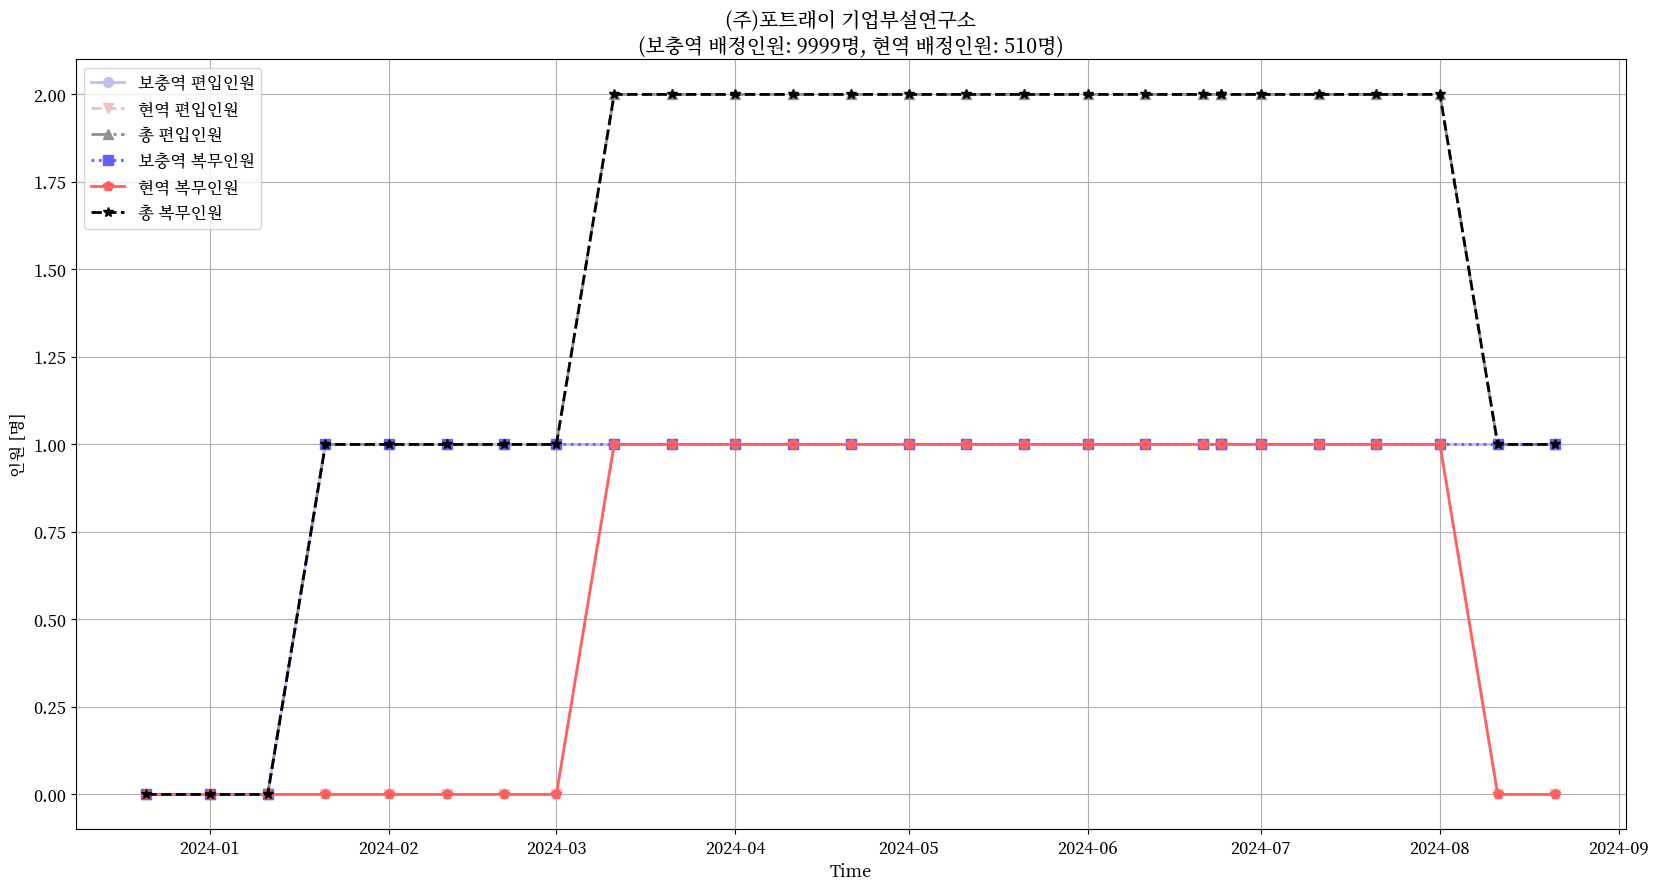 (주)포트래이 기업부설연구소
(보충역 배정인원: 9999명, 현역 배정인원: 510명)
보충역 편입인원
현역 편입인원
총 편입인원
보충역 복무인원
현역 복무인원
총 복무인원
2.00
1.75
1.50
1.25
1.00
0.75
0.50
0.25
0.00
인원 [명]
2024-01 2024-02 2024-03 2024-04 2024-05 2024-06 2024-07 2024-08 2024-09
Time